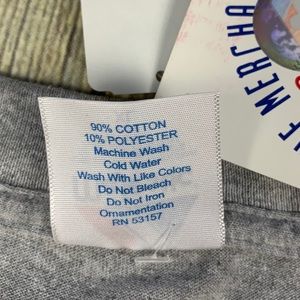 90% COTTON
10% POLYESTER
Machine Wash
Cold Water
Wash With Like Colors
Do Not Bleach
Do Not Iron
Ornamentation
RN 53157